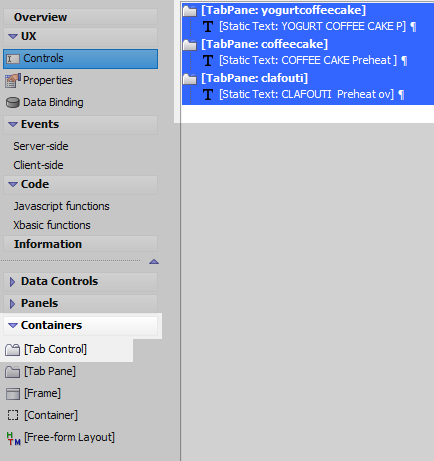 Overview
UX
Controls
Properties
Data Binding
Events
Server-side
Client-side
Code
Javascript functions
Xbasic functions
Information
Data Controls
Panels
Containers
[Tab Control]
[Tab Pane]
[Frame]
[Container]
[Free-form Layout]
[TabPane: yogurtcoffeecake]
[Static Text: YOGURT COFFEE CAKE P] ¶
[TabPane: coffeecake]
[Static Text: COFFEE CAKE Preheat ] ¶
[TabPane: clafouti]
[Static Text: CLAFOUTI  Preheat ov] ¶